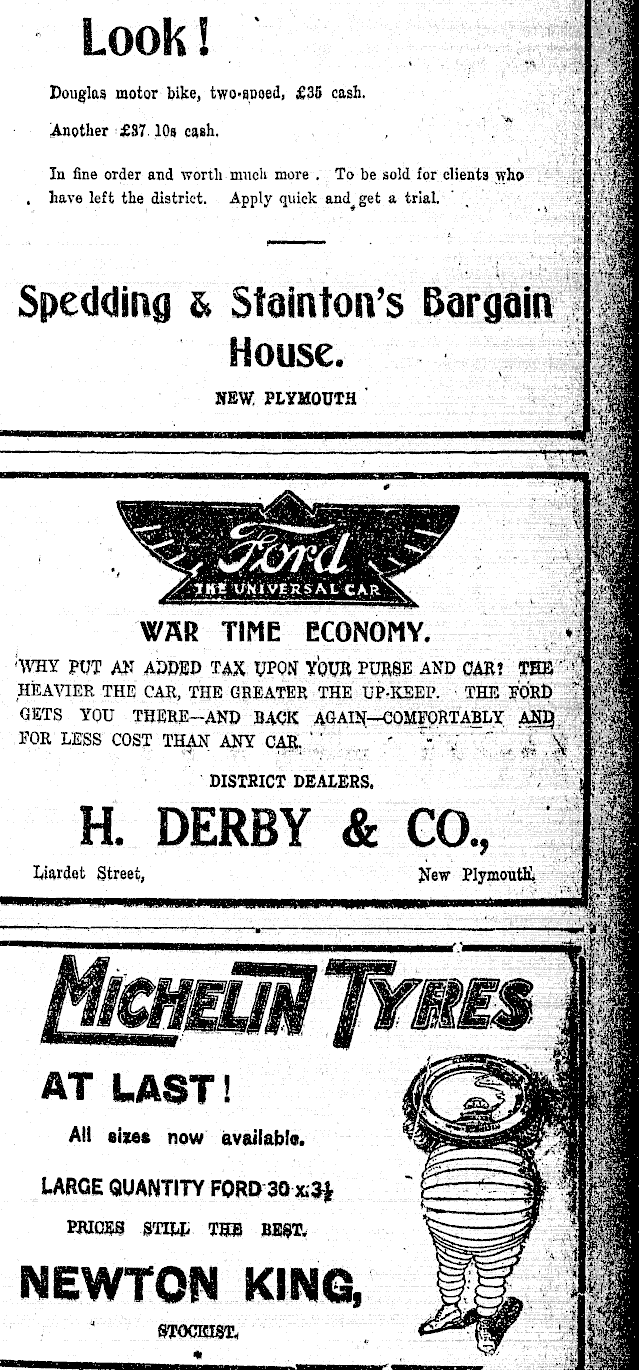 Look!
Douglas motor bike, two-speed, £35 cash.
Another £37 10s cash.
In fine order and worth much more . To be sold for clients who
have left the district. Apply quick and get a trial.
Spedding & Stainton's Bargain
House.
NEW PLYMOUTH
Ford
THE UNIVERSAL CAR
WAR TIME ECONOMY.
WHY PUT AN ADDED TAX UPON YOUR PURSE AND CAR? THE
HEAVIER THE CAR, THE GREATER THE UP-KEEP. THE FORD
GETS YOU THERE—AND BACK AGAIN—COMFORTABLY AND
FOR LESS COST THAN ANY CAR.
DISTRICT DEALERS.
H. DERBY & CO.,
Liardet Street, New Plymouth.
MICHELIN TYRES
AT LAST!
All sizes now available.
LARGE QUANTITY FORD 30 x 3½
PRICES STILL THE BEST.
NEWTON KING,
STOCKIST.